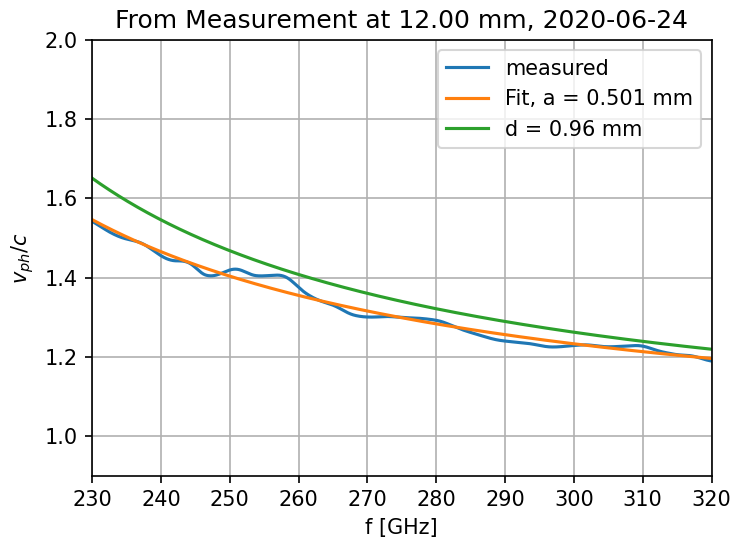 From Measurement at 12.00 mm, 2020-06-24
2.0
1.8
1.6
1.4
1.2
1.0
v_ph/c
measured
Fit, a = 0.501 mm
d = 0.96 mm
230 240 250 260 270 280 290 300 310 320
f [GHz]